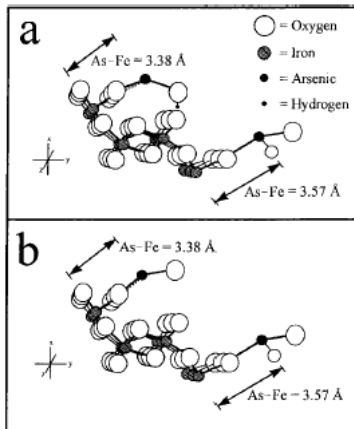 a
= Oxygen
= Iron
= Arsenic
= Hydrogen
As-Fe = 3.38 Å
As-Fe = 3.57 Å
x
y
z
b
As-Fe = 3.38 Å
As-Fe = 3.57 Å
x
y
z